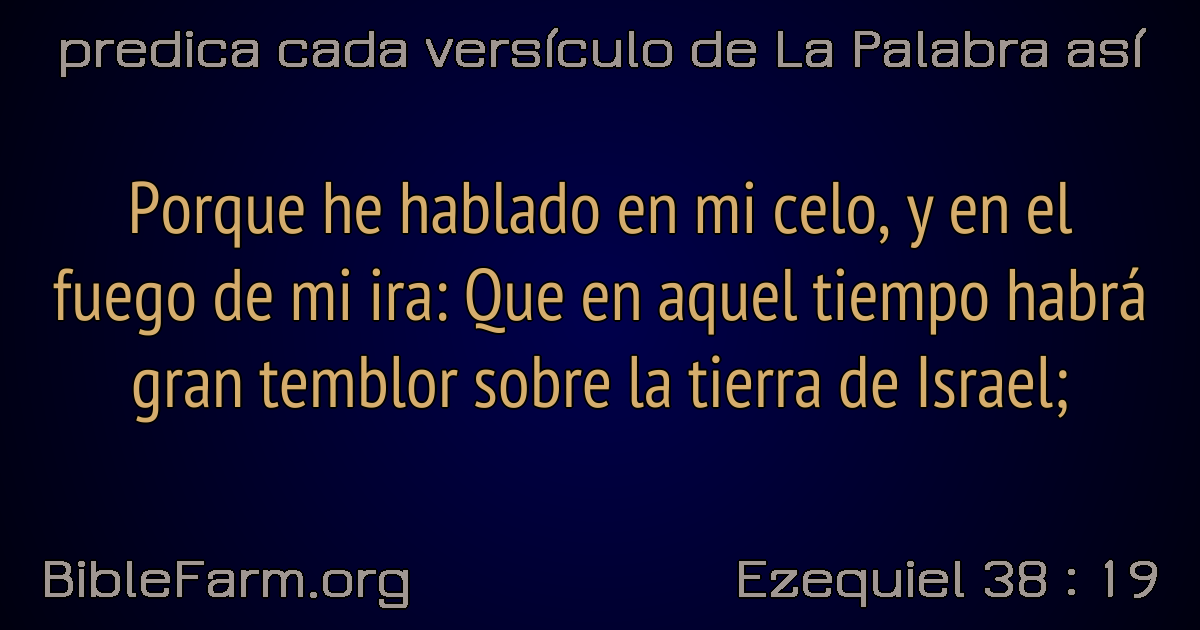 predica cada versículo de La Palabra así
Porque he hablado en mi celo, y en el
fuego de mi ira: Que en aquel tiempo habrá
gran temblor sobre la tierra de Israel;
BibleFarm.org
Ezequiel 38 : 19